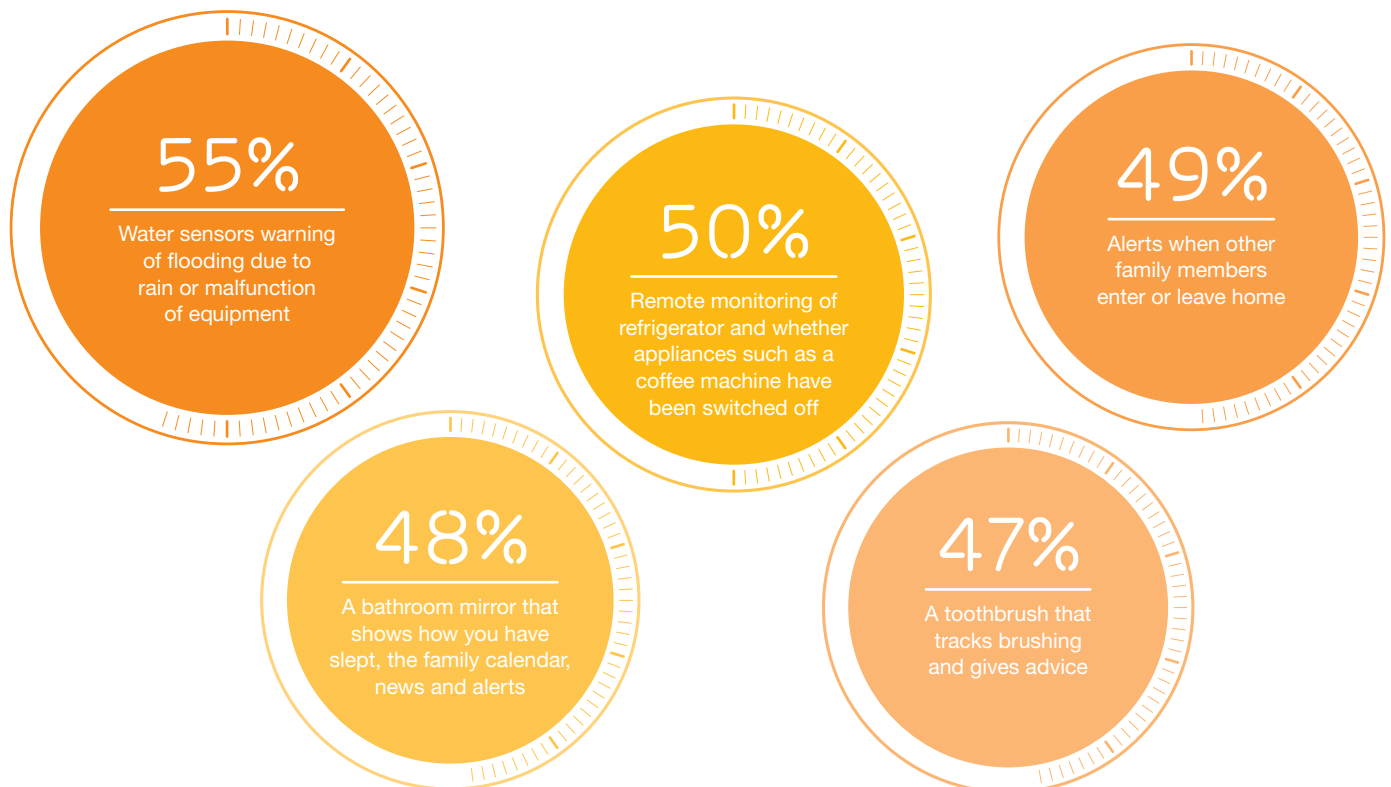 55%
Water sensors warning
of flooding due to
rain or malfunction
of equipment
50%
Remote monitoring of
refrigerator and whether
appliances such as a
coffee machine have
been switched off
49%
Alerts when other
family members
enter or leave home
48%
A bathroom mirror that
shows how you have
slept, the family calendar,
news and alerts
47%
A toothbrush that
tracks brushing
and gives advice